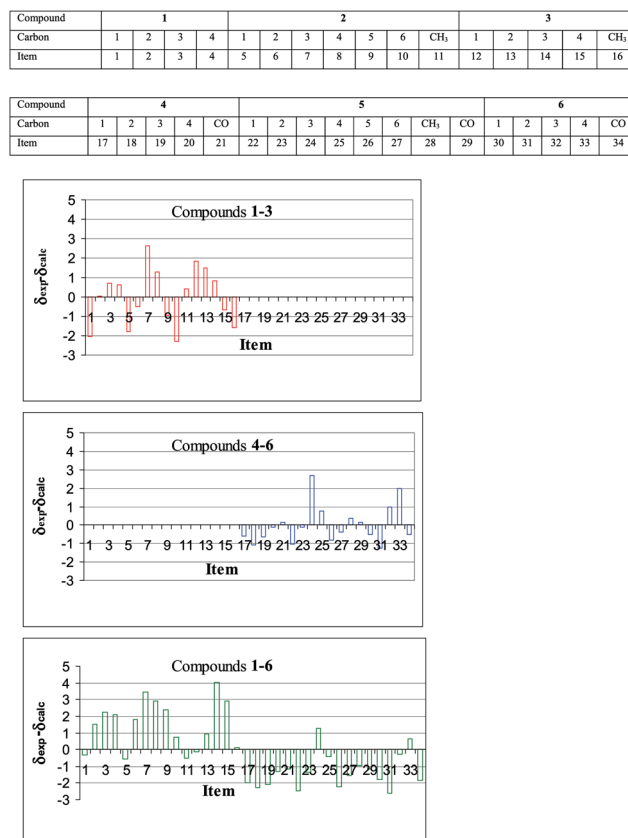 Compound 1 2 3
Carbon 1 2 3 4 1 2 3 4 5 6 CH₃ 1 2 3 4 CH₃
Item 1 2 3 4 5 6 7 8 9 10 11 12 13 14 15 16
Compound 4 5 6
Carbon 1 2 3 4 CO 1 2 3 4 5 6 CH₃ CO 1 2 3 4 CO
Item 17 18 19 20 21 22 23 24 25 26 27 28 29 30 31 32 33 34
Compounds 1-3
δexp-δcalc
5
4
3
2
1
0
-1
-2
-3
1 3 5 7 9 11 13 15 17 19 21 23 25 27 29 31 33
Item
Compounds 4-6
δexp-δcalc
5
4
3
2
1
0
-1
-2
-3
1 3 5 7 9 11 13 15 17 19 21 23 25 27 29 31 33
Item
Compounds 1-6
δexp-δcalc
5
4
3
2
1
0
-1
-2
-3
1 3 5 7 9 11 13 15 17 19 21 23 25 27 29 31 33
Item